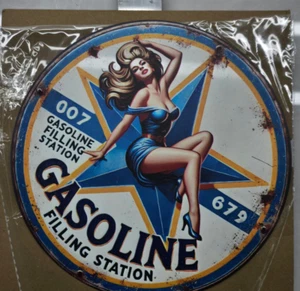 007
GASOLINE
FILLING
STATION
679
GASOLINE
FILLING STATION